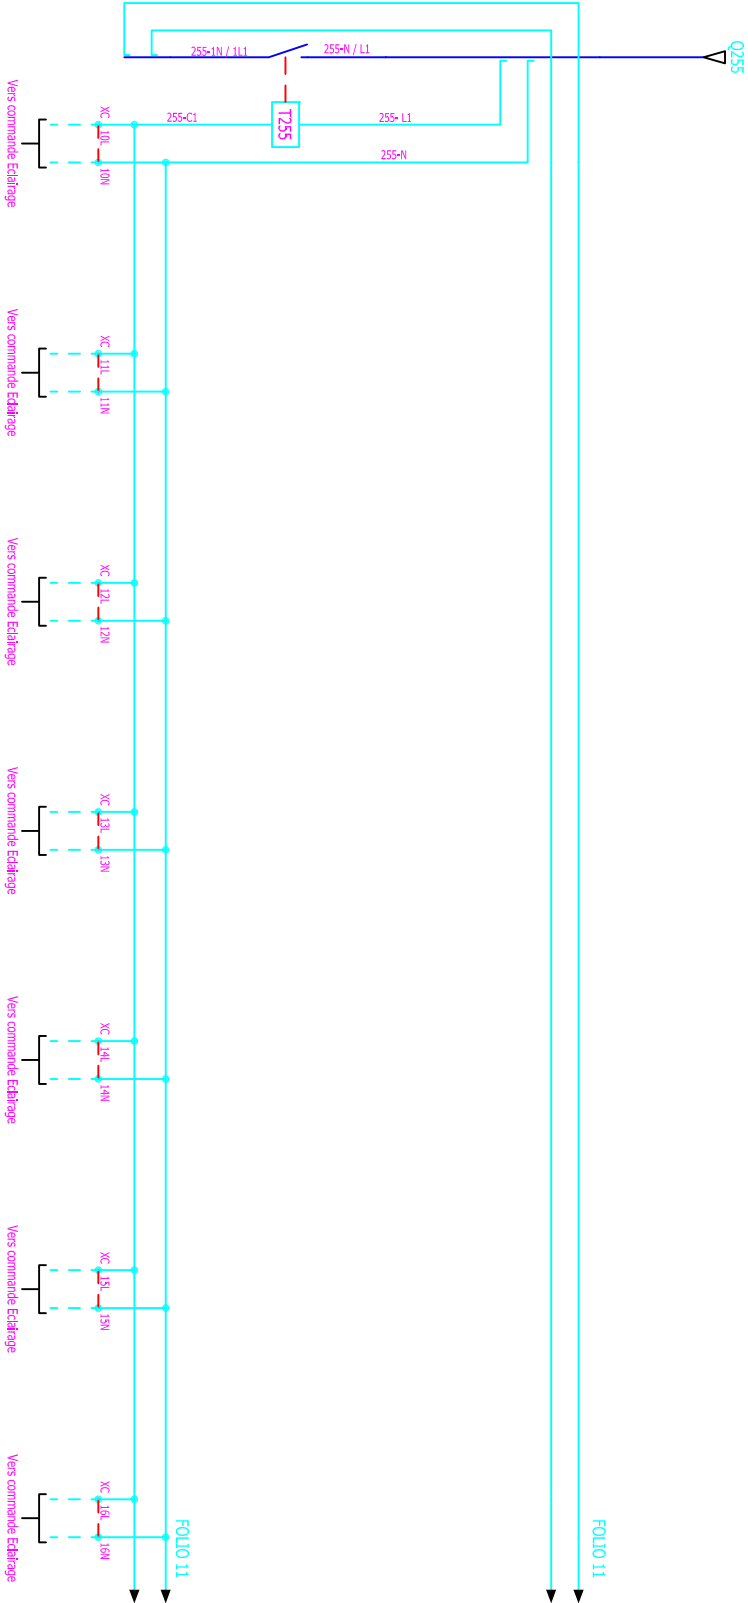 Q255
255-1N / 1L1
255-N / L1
T255
255-C1
255- L1
255-N
XC
10L
10N
Vers commande Eclairage
XC
11L
11N
Vers commande Eclairage
XC
12L
12N
Vers commande Eclairage
XC
13L
13N
Vers commande Eclairage
XC
14L
14N
Vers commande Eclairage
XC
15L
15N
Vers commande Eclairage
XC
16L
16N
Vers commande Eclairage
FOLIO 11
FOLIO 11